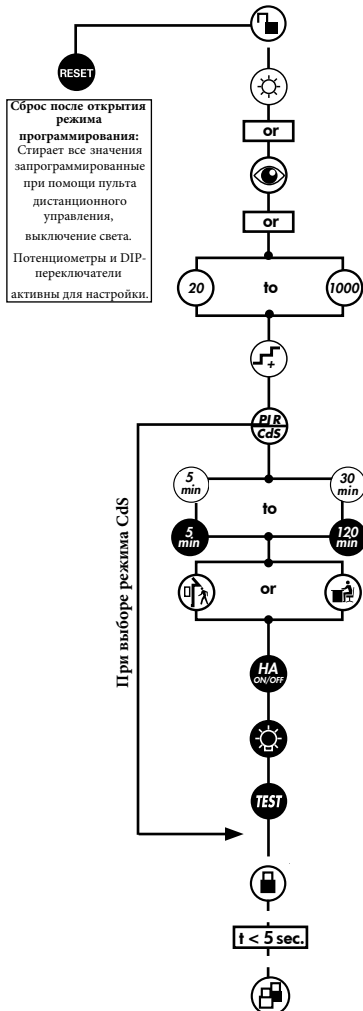 RESET
Сброс после открытия
режима
программирования:
Стирает все значения
запрограммированные
при помощи пульта
дистанционного
управления,
выключение света.
Потенциометры и DIP-
переключатели
активны для настройки.
or
or
20 to 1000
+
PIR
CdS
При выборе режима CdS
5
min
30
min
to
5
min
120
min
or
HA
ON/OFF
TEST
t < 5 sec.